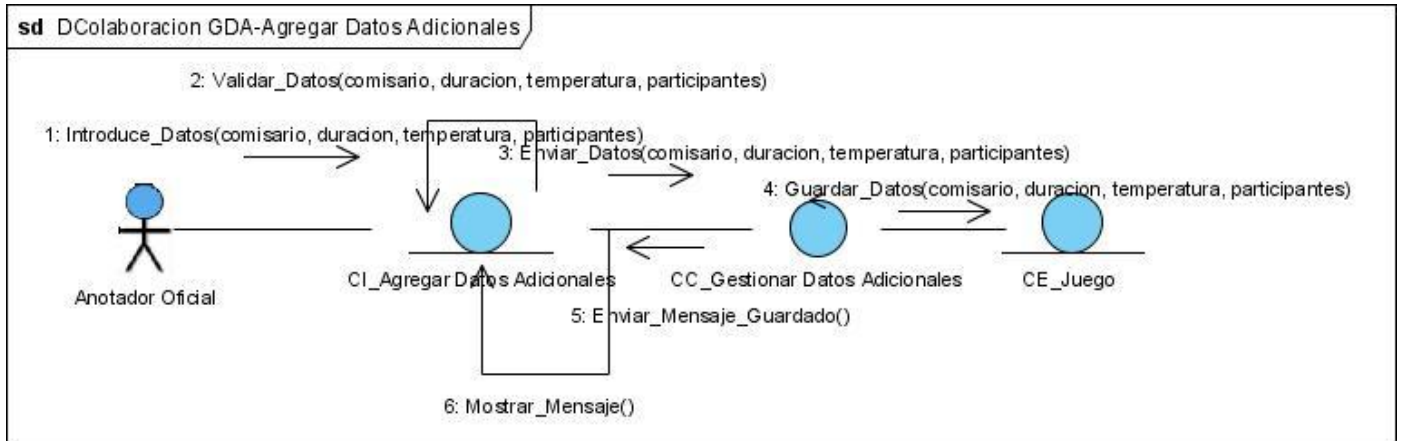 sd DColaboracion GDA-Agregar Datos Adicionales
2: Validar_Datos(comisario, duracion, temperatura, participantes)
1: Introduce_Datos(comisario, duracion, temperatura, participantes)
3: Enviar_Datos(comisario, duracion, temperatura, participantes)
4: Guardar_Datos(comisario, duracion, temperatura, participantes)
Anotador Oficial
CI_Agregar Datos Adicionales
CC_Gestionar Datos Adicionales
CE_Juego
5: Enviar_Mensaje_Guardado()
6: Mostrar_Mensaje()